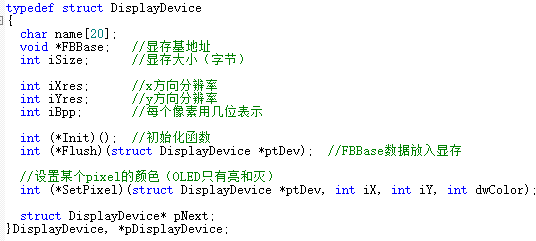 typedef struct DisplayDevice
{
char name[20];
void *FBBase; //显存基地址
int iSize; //显存大小（字节）
int iXres; //x方向分辨率
int iYres; //y方向分辨率
int iBpp; //每个像素用几位表示
int (*Init)(); //初始化函数
int (*Flush)(struct DisplayDevice *ptDev); //FBBase数据放入显存
//设置某个pixel的颜色（OLED只有亮和灭）
int (*SetPixel)(struct DisplayDevice *ptDev, int iX, int iY, int dwColor);
struct DisplayDevice* pNext;
}DisplayDevice, *pDisplayDevice;